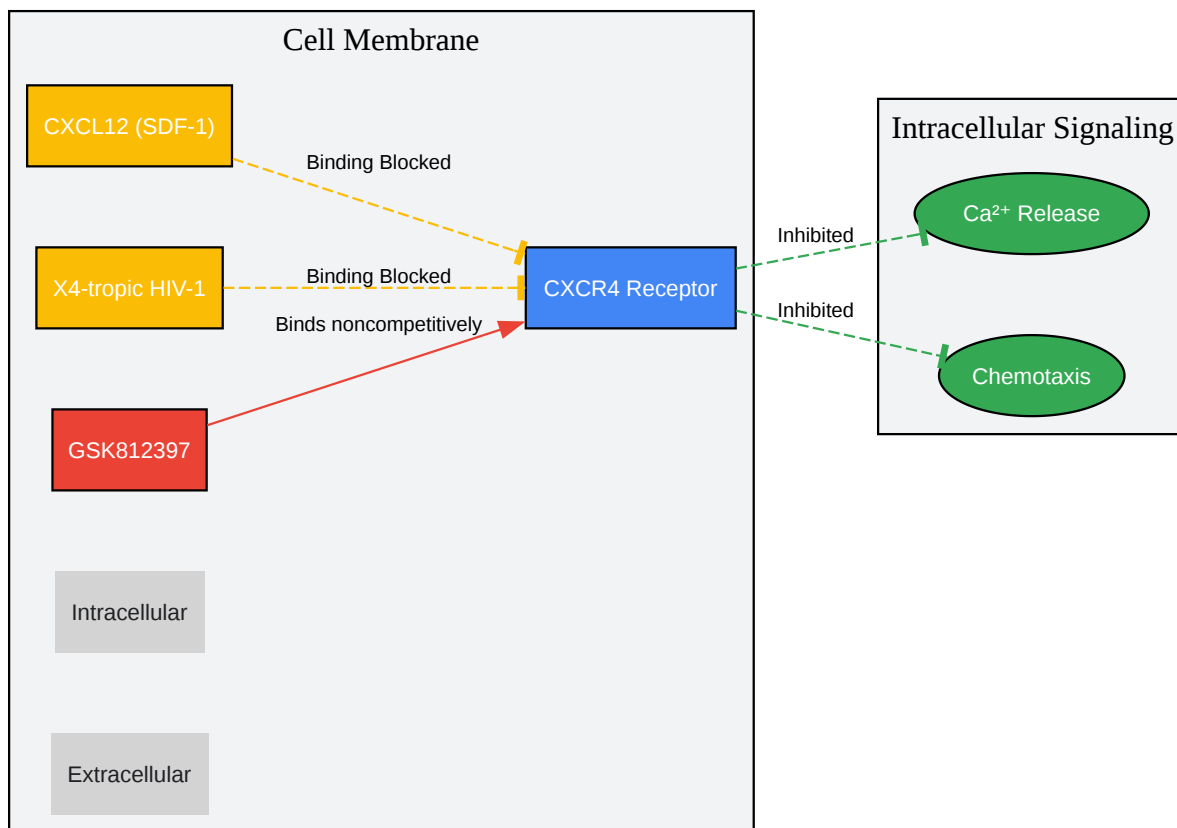 Cell Membrane
CXCL12 (SDF-1)
Binding Blocked
Intracellular Signaling
Ca²⁺ Release
Inhibited
X4-tropic HIV-1
Binding Blocked
CXCR4 Receptor
Inhibited
Binds noncompetitively
Chemotaxis
GSK812397
Intracellular
Extracellular